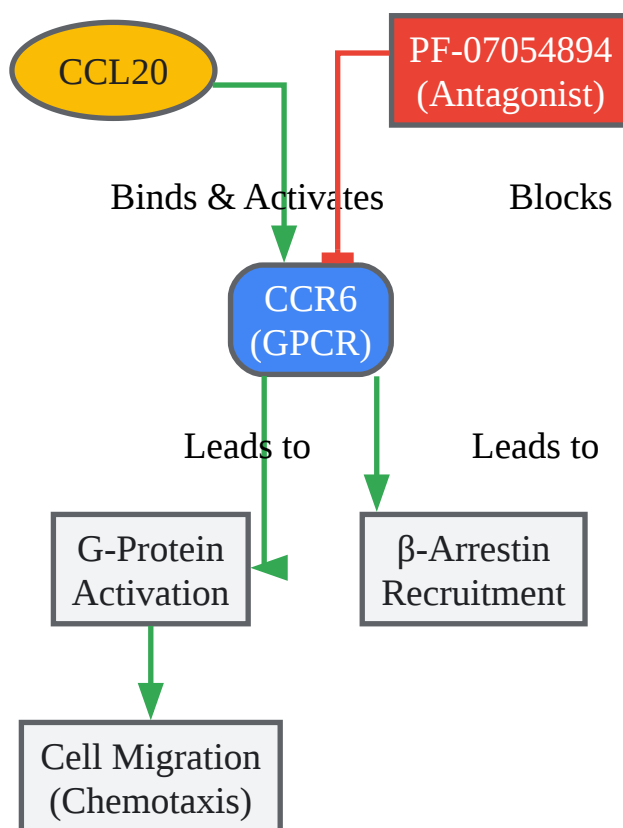 CCL20
PF-07054894
(Antagonist)
Binds & Activates
Blocks
CCR6
(GPCR)
Leads to
Leads to
G-Protein
Activation
β-Arrestin
Recruitment
Cell Migration
(Chemotaxis)